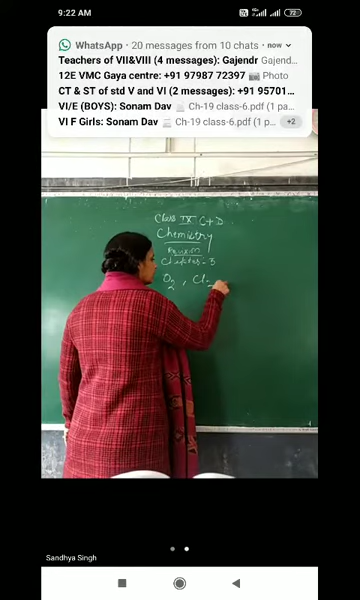 9:22 AM
72
WhatsApp • 20 messages from 10 chats • now
Teachers of VII&VIII (4 messages): Gajendr Gajend...
12E VMC Gaya centre: +91 97987 72397 📷 Photo
CT & ST of std V and VI (2 messages): +91 95701...
VI/E (BOYS): Sonam Dav Ch-19 class-6.pdf (1 pa...
VI F Girls: Sonam Dav Ch-19 class-6.pdf (1 p... +2
Class IX C+D
Chemistry
Revision
Chapter - 3
O2, Cl2
Sandhya Singh